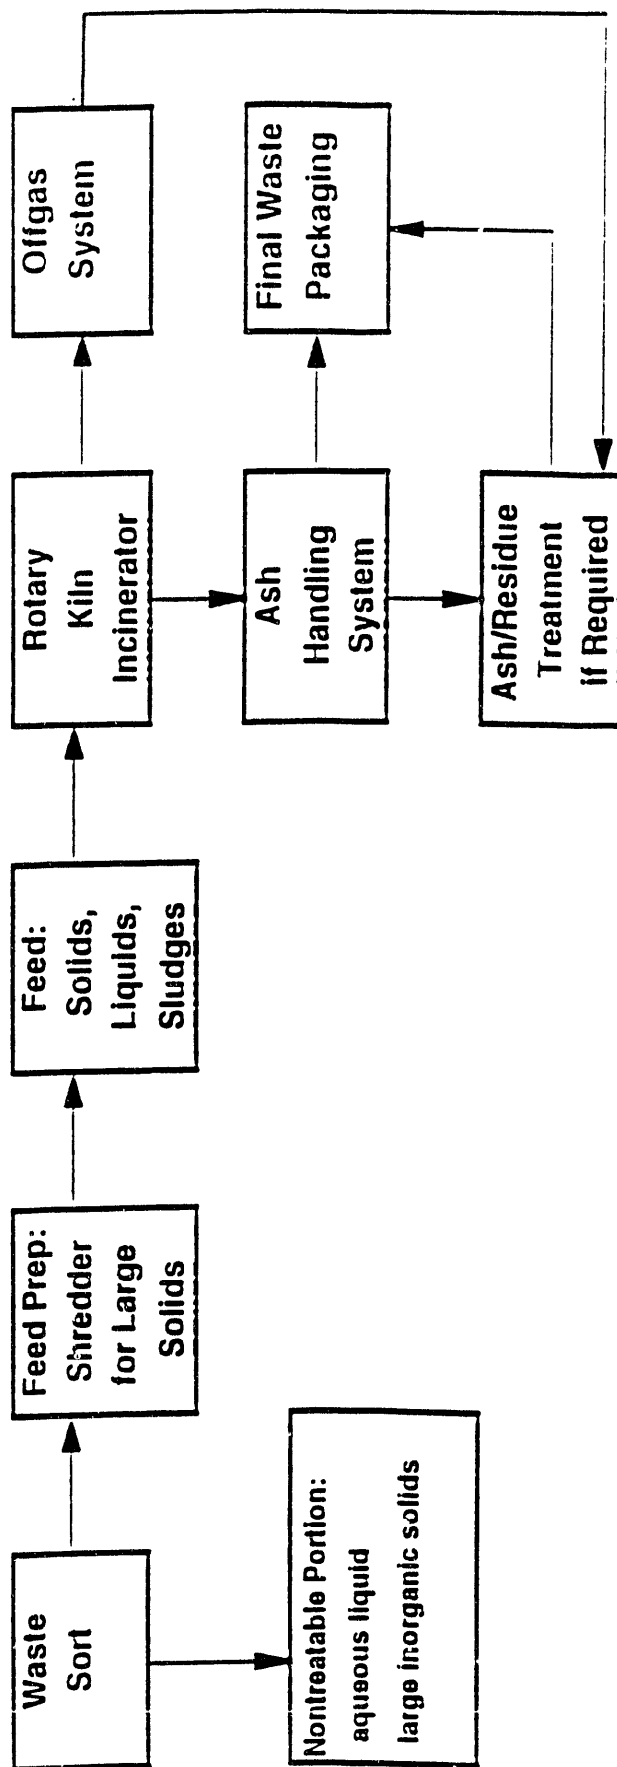 Waste
Sort
Feed Prep:
Shredder
for Large
Solids
Feed:
Solids,
Liquids,
Sludges
Rotary
Kiln
Incinerator
Offgas
System
Nontreatable Portion:
aqueous liquid
large inorganic solids
Ash
Handling
System
Final Waste
Packaging
Ash/Residue
Treatment
if Required